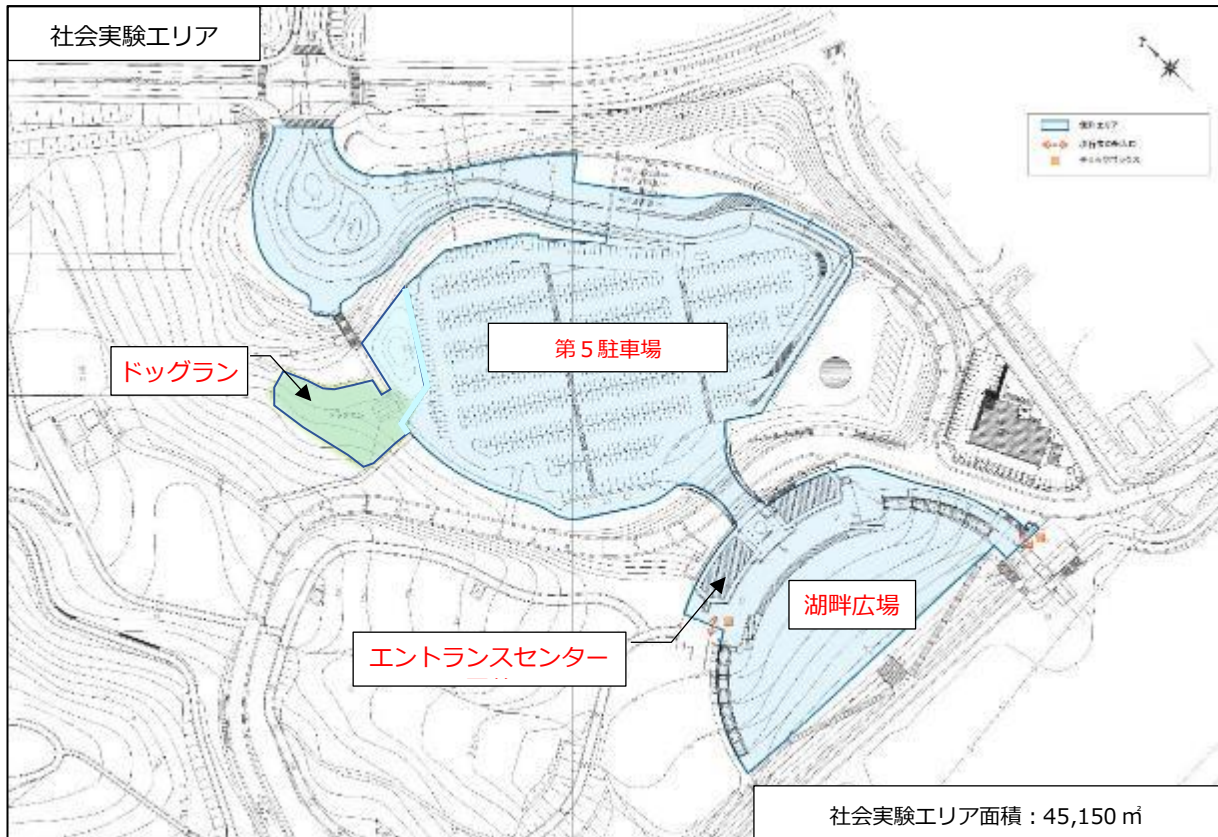 社会実験エリア
ドッグラン
第5駐車場
湖畔広場
エントランスセンター
社会実験エリア面積:45,150㎡